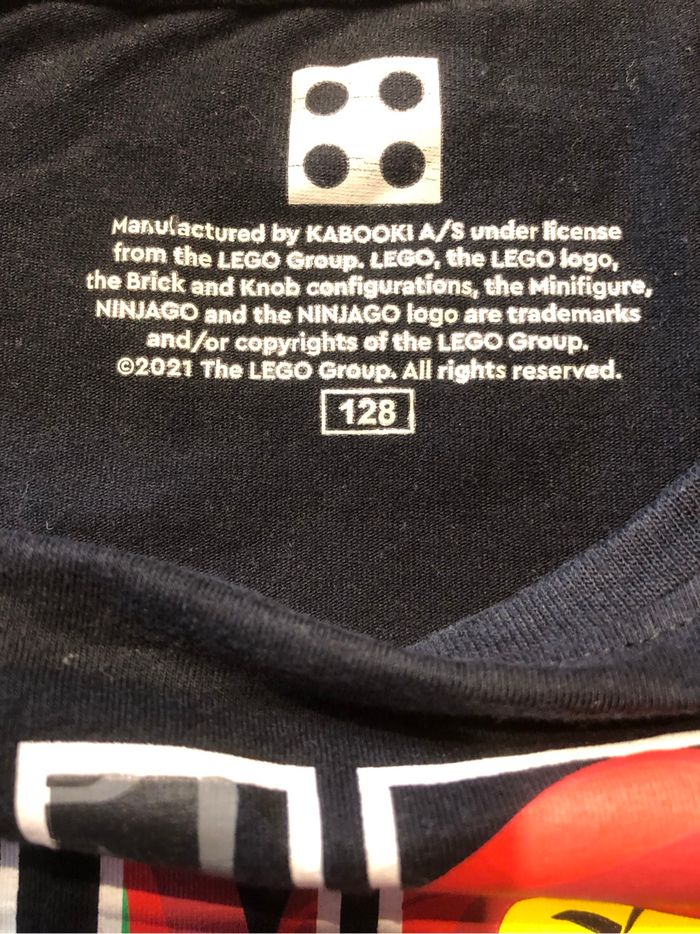 Manufactured by KABOOKI A/S under license
from the LEGO Group. LEGO, the LEGO logo,
the Brick and Knob configurations, the Minifigure,
NINJAGO and the NINJAGO logo are trademarks
and/or copyrights of the LEGO Group.
©2021 The LEGO Group. All rights reserved.
128